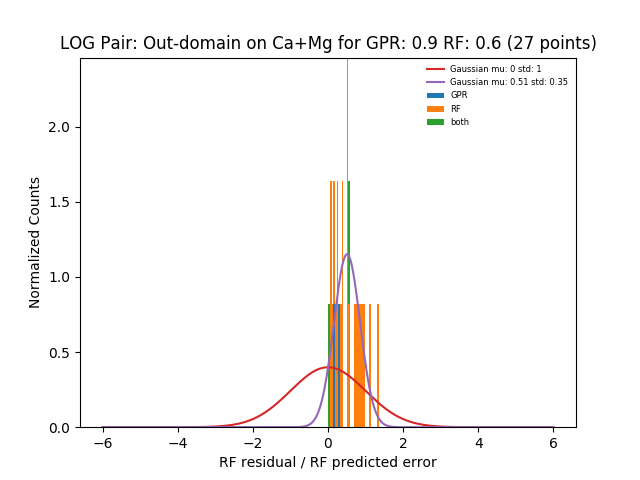 LOG Pair: Out-domain on Ca+Mg for GPR: 0.9 RF: 0.6 (27 points)
Gaussian mu: 0 std: 1
Gaussian mu: 0.51 std: 0.35
GPR
RF
both
Normalized Counts
2.0
1.5
1.0
0.5
0.0
−6 −4 −2 0 2 4 6
RF residual / RF predicted error